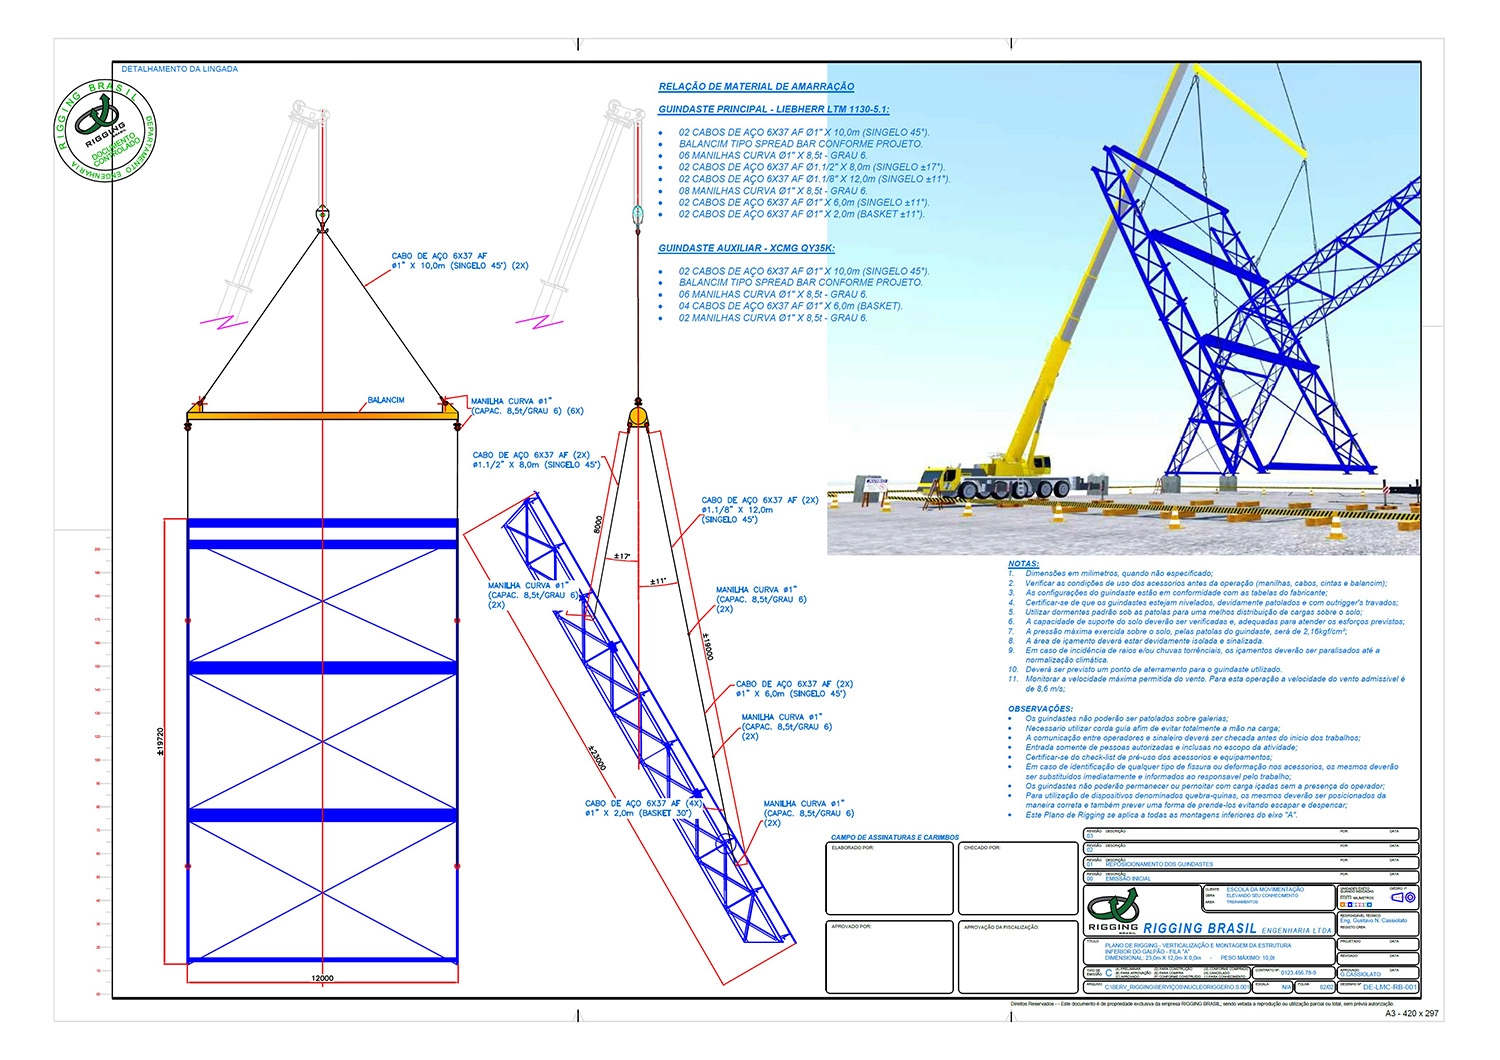 DETALHAMENTO DA LINGADA
RIGGING BRASIL
DEPARTAMENTO ENGENHARIA
RIGGING
BRASIL
DOCUMENTO
CONTROLADO
RELAÇÃO DE MATERIAL DE AMARRAÇÃO
GUINDASTE PRINCIPAL - LIEBHERR LTM 1130-5.1:
• 02 CABOS DE AÇO 6X37 AF Ø1" X 10,0m (SINGELO 45°).
• BALANCIM TIPO SPREAD BAR CONFORME PROJETO.
• 06 MANILHAS CURVA Ø1" X 8,5t - GRAU 6.
• 02 CABOS DE AÇO 6X37 AF Ø1.1/2" X 8,0m (SINGELO ±17°).
• 02 CABOS DE AÇO 6X37 AF Ø1.1/8" X 12,0m (SINGELO ±11°).
• 08 MANILHAS CURVA Ø1" X 8,5t - GRAU 6.
• 02 CABOS DE AÇO 6X37 AF Ø1" X 6,0m (SINGELO ±11°).
• 02 CABOS DE AÇO 6X37 AF Ø1" X 2,0m (BASKET ±11°).
GUINDASTE AUXILIAR - XCMG QY35K:
• 02 CABOS DE AÇO 6X37 AF Ø1" X 10,0m (SINGELO 45°).
• BALANCIM TIPO SPREAD BAR CONFORME PROJETO.
• 06 MANILHAS CURVA Ø1" X 8,5t - GRAU 6.
• 04 CABOS DE AÇO 6X37 AF Ø1" X 6,0m (BASKET).
• 02 MANILHAS CURVA Ø1" X 8,5t - GRAU 6.
CABO DE AÇO 6X37 AF
ø1" X 10,0m (SINGELO 45°) (2X)
BALANCIM
MANILHA CURVA ø1"
(CAPAC. 8,5t/GRAU 6) (6X)
CABO DE AÇO 6X37 AF (2X)
ø1.1/2" X 8,0m (SINGELO 45°)
CABO DE AÇO 6X37 AF (2X)
ø1.1/8" X 12,0m
(SINGELO 45°)
8000
±17°
±11°
MANILHA CURVA ø1"
(CAPAC. 8,5t/GRAU 6)
(2X)
MANILHA CURVA ø1"
(CAPAC. 8,5t/GRAU 6)
(2X)
±19000
CABO DE AÇO 6X37 AF (2X)
ø1" X 6,0m (SINGELO 45°)
MANILHA CURVA ø1"
(CAPAC. 8,5t/GRAU 6)
(2X)
±23000
CABO DE AÇO 6X37 AF (4X)
ø1" X 2,0m (BASKET 30°)
MANILHA CURVA ø1"
(CAPAC. 8,5t/GRAU 6)
(2X)
±19720
12000
NOTAS:
1. Dimensões em milimetros, quando não especificado;
2. Verificar as condições de uso dos acessorios antes da operação (manilhas, cabos, cintas e balancim);
3. As configurações do guindaste estão em conformidade com as tabelas do fabricante;
4. Certificar-se de que os guindastes estejam nivelados, devidamente patolados e com outrigger's travados;
5. Utilizar dormentes padrão sob as patolas para uma melhos distribuição de cargas sobre o solo;
6. A capacidade de suporte do solo deverão ser verificadas e, adequadas para atender os esforços previstos;
7. A pressão máxima exercida sobre o solo, pelas patolas do guindaste, será de 2,16kgf/cm²;
8. A área de içamento deverá estar devidamente isolada e sinalizada.
9. Em caso de incidência de raios e/ou chuvas torrênciais, os içamentos deverão ser paralisados até a
normalização climática.
10. Deverá ser previsto um ponto de aterramento para o guindaste utilizado.
11. Monitorar a velocidade máxima permitida do vento. Para esta operação a velocidade do vento admissível é
de 8,6 m/s;
OBSERVAÇÕES:
• Os guindastes não poderão ser patolados sobre galerias;
• Necessario utilizar corda guia afim de evitar totalmente a mão na carga;
• A comunicação entre operadores e sinaleiro deverá ser checada antes do inicio dos trabalhos;
• Entrada somente de pessoas autorizadas e inclusas no escopo da atividade;
• Certificar-se do check-list de pré-uso dos acessorios e equipamentos;
• Em caso de identificação de qualquer tipo de fissura ou deformação nos acessorios, os mesmos deverão
ser substituidos imediatamente e informados ao responsavel pelo trabalho;
• Os guindastes não poderão permanecer ou pernoitar com carga içadas sem a presença do operador;
• Para utilização de dispositivos denominados quebra-quinas, os mesmos deverão ser posicionados da
maneira correta e também prever uma forma de prende-los evitando escapar e despencar;
• Este Plano de Rigging se aplica a todas as montagens inferiores do eixo "A".
CAMPO DE ASSINATURAS E CARIMBOS
ELABORADO POR:
CHECADO POR:
APROVADO POR:
APROVAÇÃO DA FISCALIZAÇÃO:
REVISÃO DESCRIÇÃO POR DATA
03
REVISÃO DESCRIÇÃO POR DATA
02
REVISÃO DESCRIÇÃO POR DATA
01 REPOSICIONAMENTO DOS GUINDASTES
REVISÃO DESCRIÇÃO POR DATA
00 EMISSÃO INICIAL
RIGGING
BRASIL
CLIENTE ESCOLA DA MOVIMENTAÇÃO
OBRA ELEVANDO SEU CONHECIMENTO
ÁREA TREINAMENTOS
RIGGING BRASIL ENGENHARIA LTDA
RESPONSÁVEL TÉCNICO
Eng. Gustavo N. Cassiolato
REGISTO CREA
TÍTULO
PLANO DE RIGGING - VERTICALIZAÇÃO E MONTAGEM DA ESTRUTURA
INFERIOR DO GALPÃO - FILA "A"
DIMENSIONAL: 23,0m X 12,0m X 0,0m - PESO MÁXIMO: 10,0t
PROJETADO DATA
REVISADO DATA
APROVADO DATA
G.CASSIOLATO
TIPO DE
EMISSÃO C
CONTRATO Nº 0123.456.78-9
ARQUIVO
ESCALA N/A
FOLHA 02/02
DESENHO Nº DE-LMC-RB-001
Direitos Reservados - - Este documento é de propriedade exclusiva da empresa RIGGING BRASIL; sendo vetada a reprodução ou utilização parcial ou total, sem prévia autorização.
A3 - 420 x 297